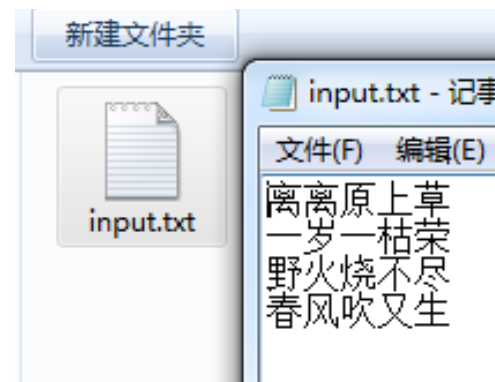 新建文件夹
input.txt
input.txt - 记事
文件(F) 编辑(E)
离离原上草
一岁一枯荣
野火烧不尽
春风吹又生